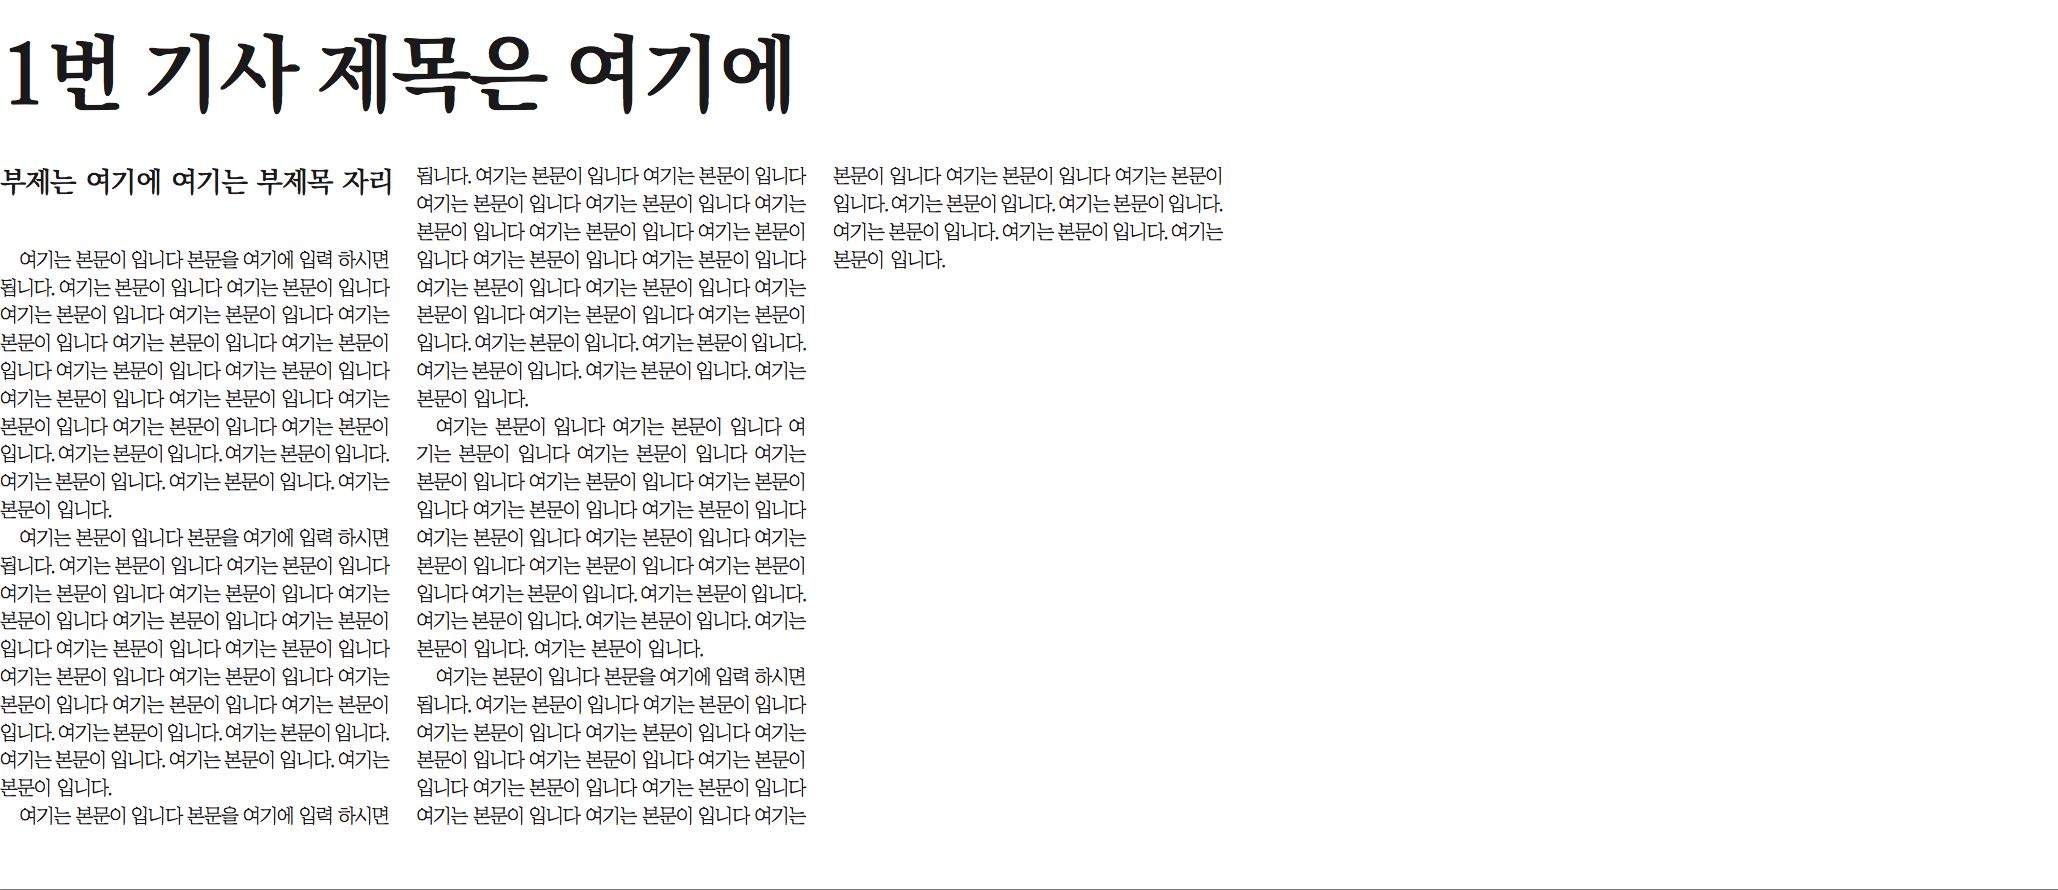 1번 기사 제목은 여기에
부제는 여기에 여기는 부제목 자리
여기는 본문이 입니다 본문을 여기에 입력 하시면
됩니다. 여기는 본문이 입니다 여기는 본문이 입니다
여기는 본문이 입니다 여기는 본문이 입니다 여기는
본문이 입니다 여기는 본문이 입니다 여기는 본문이
입니다 여기는 본문이 입니다 여기는 본문이 입니다
여기는 본문이 입니다 여기는 본문이 입니다 여기는
본문이 입니다 여기는 본문이 입니다 여기는 본문이
입니다. 여기는 본문이 입니다. 여기는 본문이 입니다.
여기는 본문이 입니다. 여기는 본문이 입니다. 여기는
본문이 입니다.
여기는 본문이 입니다 본문을 여기에 입력 하시면
됩니다. 여기는 본문이 입니다 여기는 본문이 입니다
여기는 본문이 입니다 여기는 본문이 입니다 여기는
본문이 입니다 여기는 본문이 입니다 여기는 본문이
입니다 여기는 본문이 입니다 여기는 본문이 입니다
여기는 본문이 입니다 여기는 본문이 입니다 여기는
본문이 입니다 여기는 본문이 입니다 여기는 본문이
입니다. 여기는 본문이 입니다. 여기는 본문이 입니다.
여기는 본문이 입니다. 여기는 본문이 입니다. 여기는
본문이 입니다.
여기는 본문이 입니다 본문을 여기에 입력 하시면
됩니다. 여기는 본문이 입니다 여기는 본문이 입니다
여기는 본문이 입니다 여기는 본문이 입니다 여기는
본문이 입니다 여기는 본문이 입니다 여기는 본문이
입니다 여기는 본문이 입니다 여기는 본문이 입니다
여기는 본문이 입니다 여기는 본문이 입니다 여기는
본문이 입니다 여기는 본문이 입니다 여기는 본문이
입니다. 여기는 본문이 입니다. 여기는 본문이 입니다.
여기는 본문이 입니다. 여기는 본문이 입니다. 여기는
본문이 입니다.
여기는 본문이 입니다 여기는 본문이 입니다 여
기는 본문이 입니다 여기는 본문이 입니다 여기는
본문이 입니다 여기는 본문이 입니다 여기는 본문이
입니다 여기는 본문이 입니다 여기는 본문이 입니다
여기는 본문이 입니다 여기는 본문이 입니다 여기는
본문이 입니다 여기는 본문이 입니다 여기는 본문이
입니다 여기는 본문이 입니다. 여기는 본문이 입니다.
여기는 본문이 입니다. 여기는 본문이 입니다. 여기는
본문이 입니다. 여기는 본문이 입니다.
여기는 본문이 입니다 본문을 여기에 입력 하시면
됩니다. 여기는 본문이 입니다 여기는 본문이 입니다
여기는 본문이 입니다 여기는 본문이 입니다 여기는
본문이 입니다 여기는 본문이 입니다 여기는 본문이
입니다 여기는 본문이 입니다 여기는 본문이 입니다
여기는 본문이 입니다 여기는 본문이 입니다 여기는
본문이 입니다 여기는 본문이 입니다 여기는 본문이
입니다. 여기는 본문이 입니다. 여기는 본문이 입니다.
여기는 본문이 입니다. 여기는 본문이 입니다. 여기는
본문이 입니다.